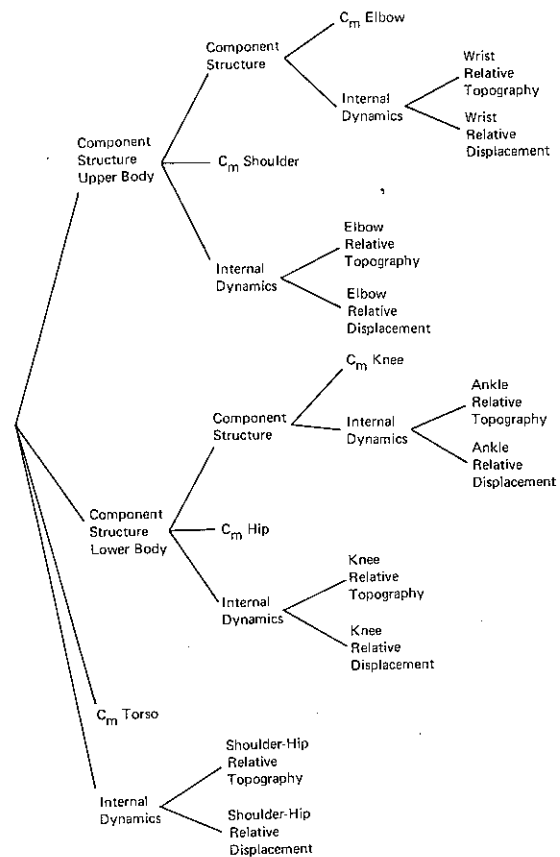 Component
Structure
C_m Elbow
Internal
Dynamics
Wrist
Relative
Topography
Wrist
Relative
Displacement
Component
Structure
Upper Body
C_m Shoulder
Internal
Dynamics
Elbow
Relative
Topography
Elbow
Relative
Displacement
Component
Structure
C_m Knee
Internal
Dynamics
Ankle
Relative
Topography
Ankle
Relative
Displacement
Component
Structure
Lower Body
C_m Hip
Internal
Dynamics
Knee
Relative
Topography
Knee
Relative
Displacement
C_m Torso
Internal
Dynamics
Shoulder-Hip
Relative
Topography
Shoulder-Hip
Relative
Displacement